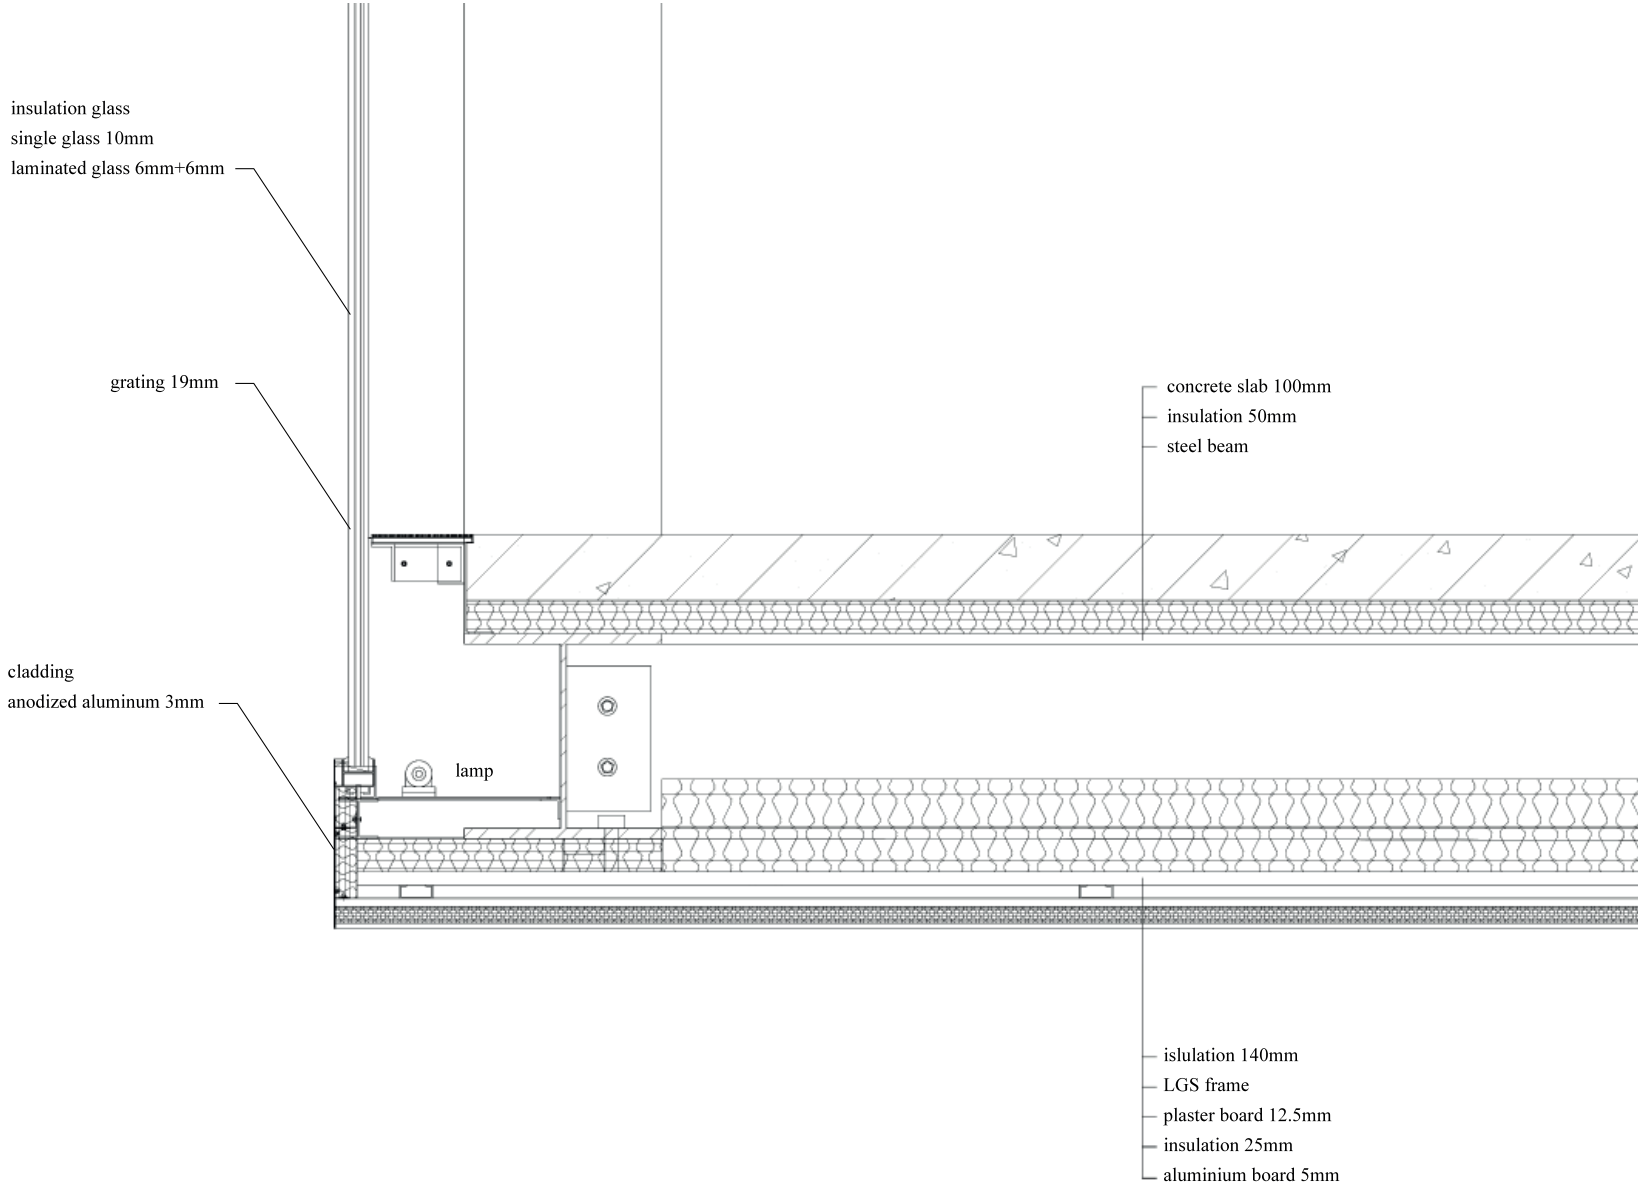 insulation glass
single glass 10mm
laminated glass 6mm+6mm
grating 19mm
concrete slab 100mm
insulation 50mm
steel beam
cladding
anodized aluminum 3mm
lamp
islulation 140mm
LGS frame
plaster board 12.5mm
insulation 25mm
aluminium board 5mm